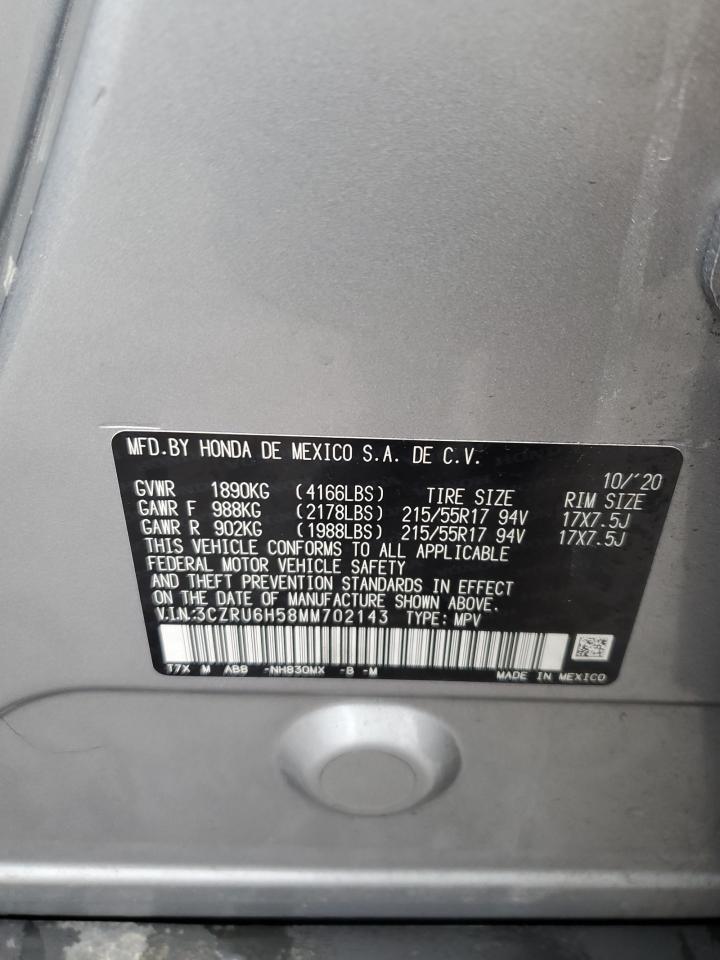 MFD.BY HONDA DE MEXICO S.A. DE C.V.
10/'20
GVWR 1890KG (4166LBS) TIRE SIZE RIM SIZE
GAWR F 988KG (2178LBS) 215/55R17 94V 17X7.5J
GAWR R 902KG (1988LBS) 215/55R17 94V 17X7.5J
THIS VEHICLE CONFORMS TO ALL APPLICABLE
FEDERAL MOTOR VEHICLE SAFETY
AND THEFT PREVENTION STANDARDS IN EFFECT
ON THE DATE OF MANUFACTURE SHOWN ABOVE.
V.I.N:3CZRU6H58MM702143 TYPE: MPV
T7X M AB8 -NH830MX -B -M
MADE IN MEXICO